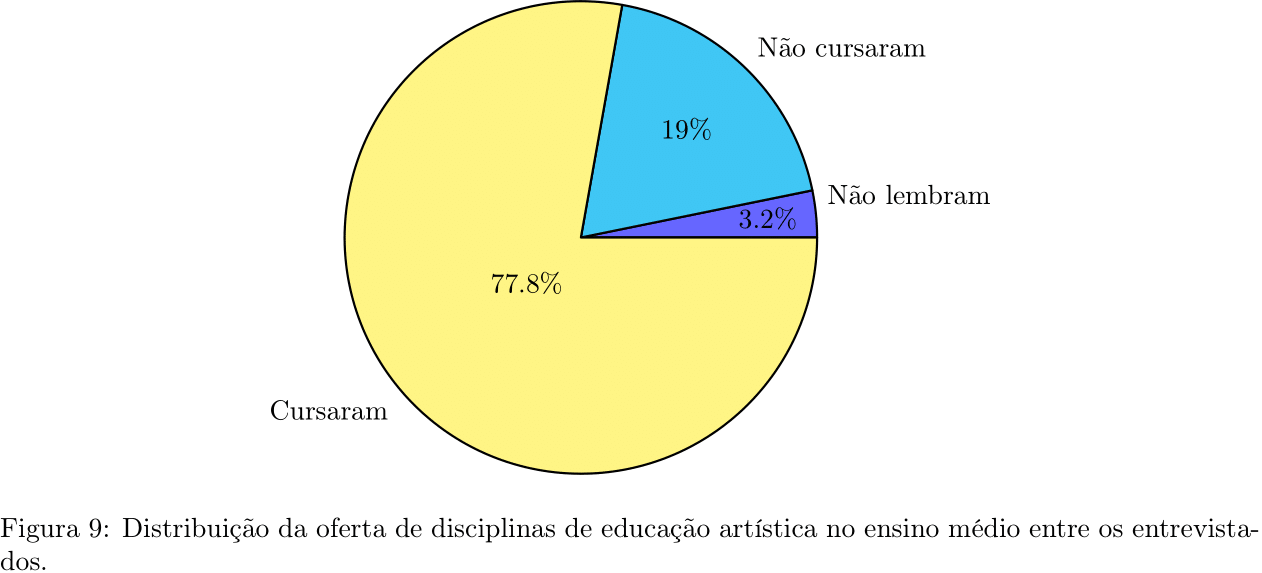 Não cursaram
19%
Não lembram
3.2%
77.8%
Cursaram
Figura 9: Distribuição da oferta de disciplinas de educação artística no ensino médio entre os entrevista-
dos.